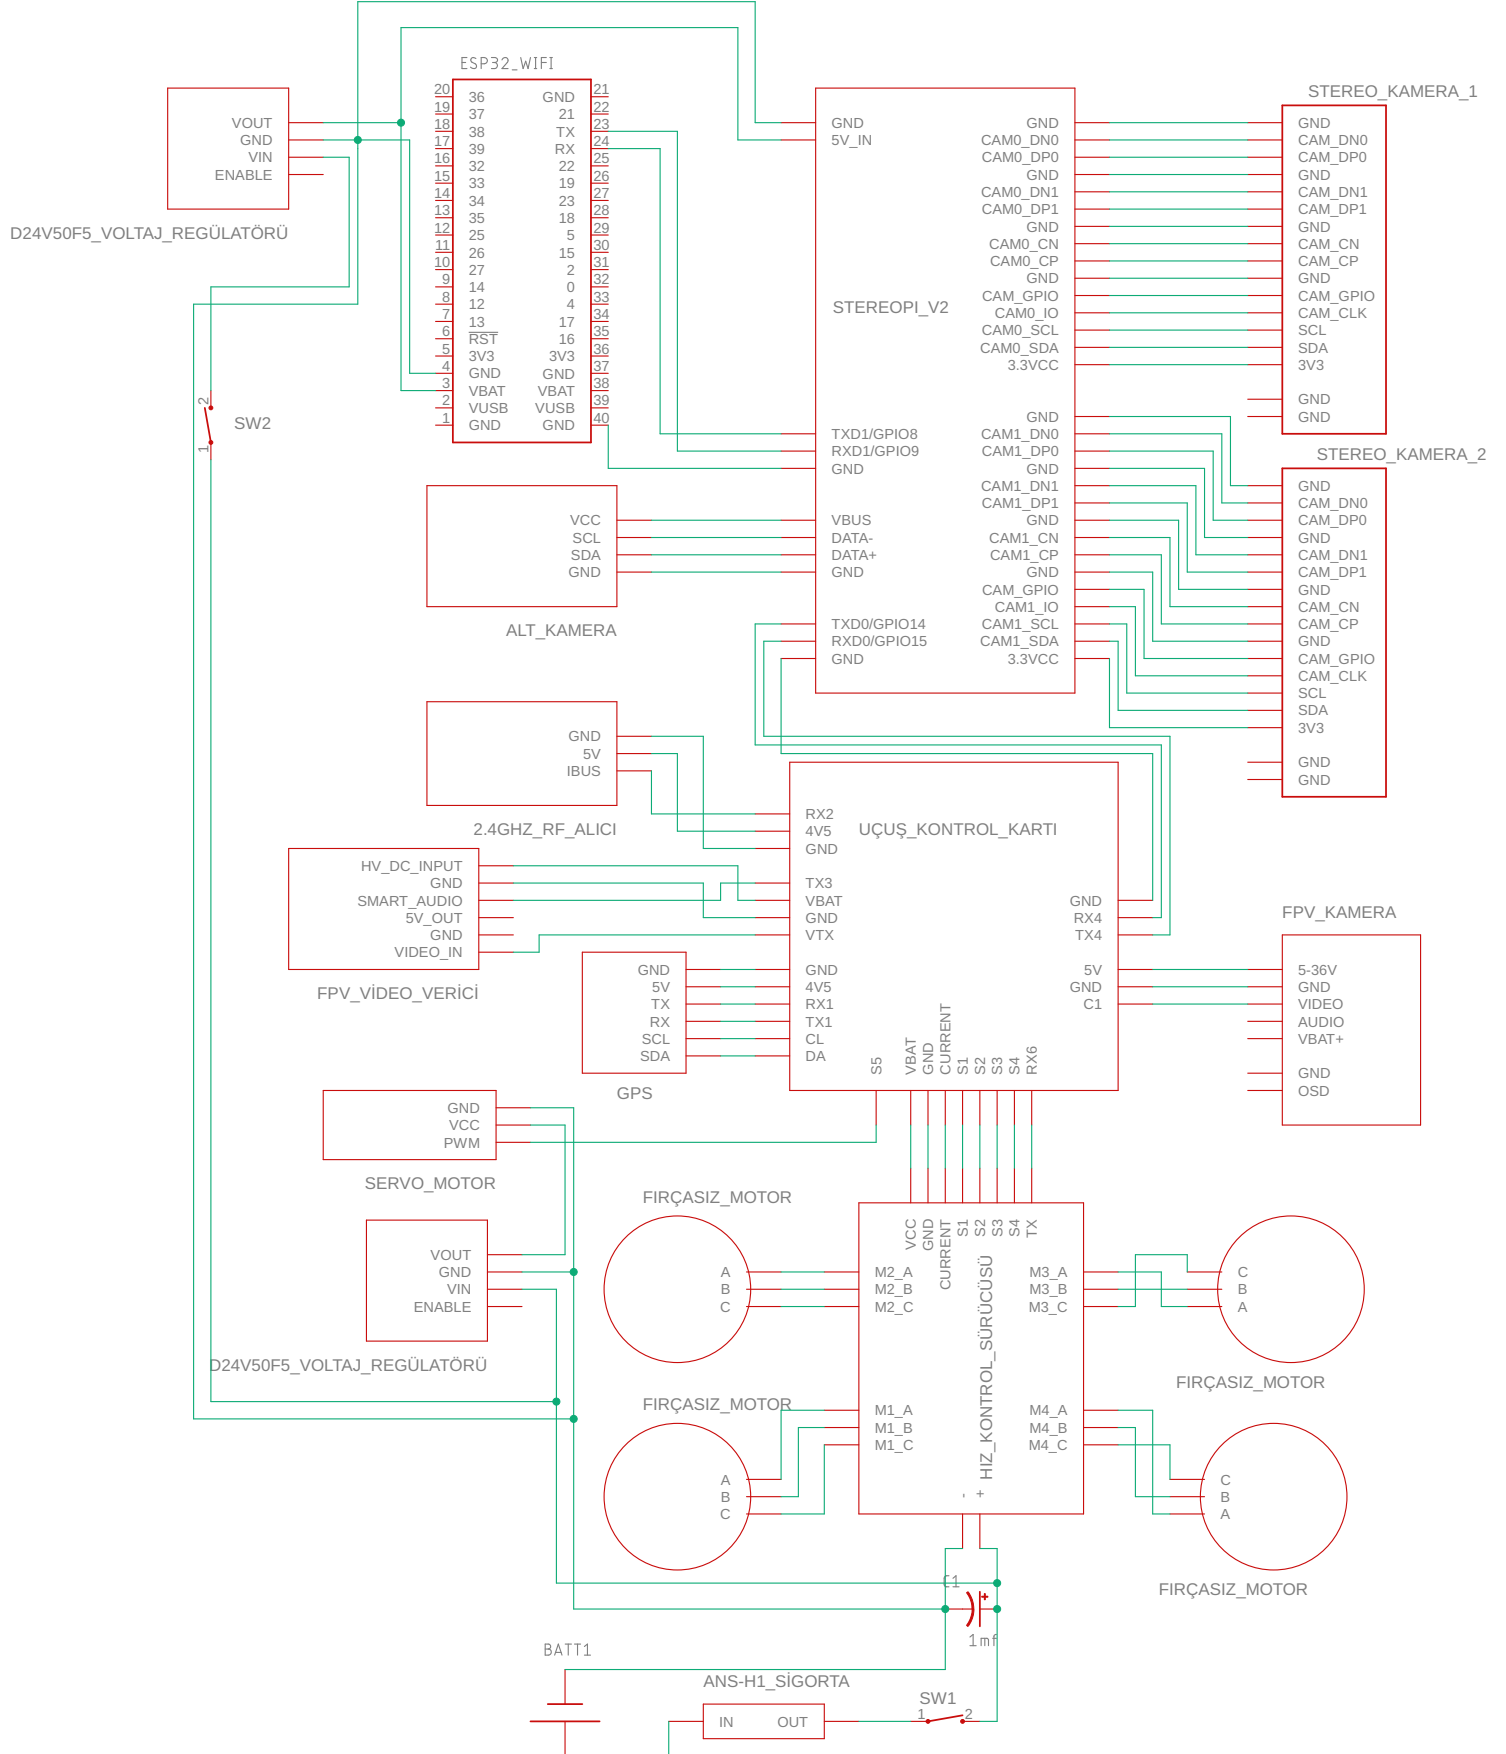 ESP32_WIFI
20 36 GND 21
19 37 21 22
18 38 TX 23
17 39 RX 24
16 32 22 25
15 33 19 26
14 34 23 27
13 35 18 28
12 25 5 29
11 26 15 30
10 27 2 31
9 14 0 32
8 12 4 33
7 13 17 34
6 RST 16 35
5 3V3 3V3 36
4 GND GND 37
3 VBAT VBAT 38
2 VUSB VUSB 39
1 GND GND 40
VOUT
GND
VIN
ENABLE
D24V50F5_VOLTAJ_REGÜLATÖRÜ
2
SW2
1
STEREOPI_V2
GND
5V_IN
TXD1/GPIO8
RXD1/GPIO9
GND
VBUS
DATA-
DATA+
GND
TXD0/GPIO14
RXD0/GPIO15
GND
GND
CAM0_DN0
CAM0_DP0
GND
CAM0_DN1
CAM0_DP1
GND
CAM0_CN
CAM0_CP
GND
CAM_GPIO
CAM0_IO
CAM0_SCL
CAM0_SDA
3.3VCC
GND
CAM1_DN0
CAM1_DP0
GND
CAM1_DN1
CAM1_DP1
GND
CAM1_CN
CAM1_CP
GND
CAM_GPIO
CAM1_IO
CAM1_SCL
CAM1_SDA
3.3VCC
STEREO_KAMERA_1
GND
CAM_DN0
CAM_DP0
GND
CAM_DN1
CAM_DP1
GND
CAM_CN
CAM_CP
GND
CAM_GPIO
CAM_CLK
SCL
SDA
3V3
GND
GND
STEREO_KAMERA_2
GND
CAM_DN0
CAM_DP0
GND
CAM_DN1
CAM_DP1
GND
CAM_CN
CAM_CP
GND
CAM_GPIO
CAM_CLK
SCL
SDA
3V3
GND
GND
VCC
SCL
SDA
GND
ALT_KAMERA
GND
5V
IBUS
2.4GHZ_RF_ALICI
HV_DC_INPUT
GND
SMART_AUDIO
5V_OUT
GND
VIDEO_IN
FPV_VİDEO_VERİCİ
GND
5V
TX
RX
SCL
SDA
GPS
UÇUŞ_KONTROL_KARTI
RX2
4V5
GND
TX3
VBAT
GND
VTX
GND
4V5
RX1
TX1
CL
DA
GND
RX4
TX4
5V
GND
C1
S5
VBAT
GND
CURRENT
S1
S2
S3
S4
RX6
FPV_KAMERA
5-36V
GND
VIDEO
AUDIO
VBAT+
GND
OSD
GND
VCC
PWM
SERVO_MOTOR
VOUT
GND
VIN
ENABLE
D24V50F5_VOLTAJ_REGÜLATÖRÜ
FIRÇASIZ_MOTOR
A
B
C
FIRÇASIZ_MOTOR
A
B
C
VCC
GND
CURRENT
S1
S2
S3
S4
TX
HIZ_KONTROL_SÜRÜCÜSÜ
M2_A
M2_B
M2_C
M1_A
M1_B
M1_C
M3_A
M3_B
M3_C
M4_A
M4_B
M4_C
- +
C
B
A
FIRÇASIZ_MOTOR
C
B
A
FIRÇASIZ_MOTOR
C1
+
1mf
BATT1
ANS-H1_SİGORTA
IN OUT
SW1
1 2